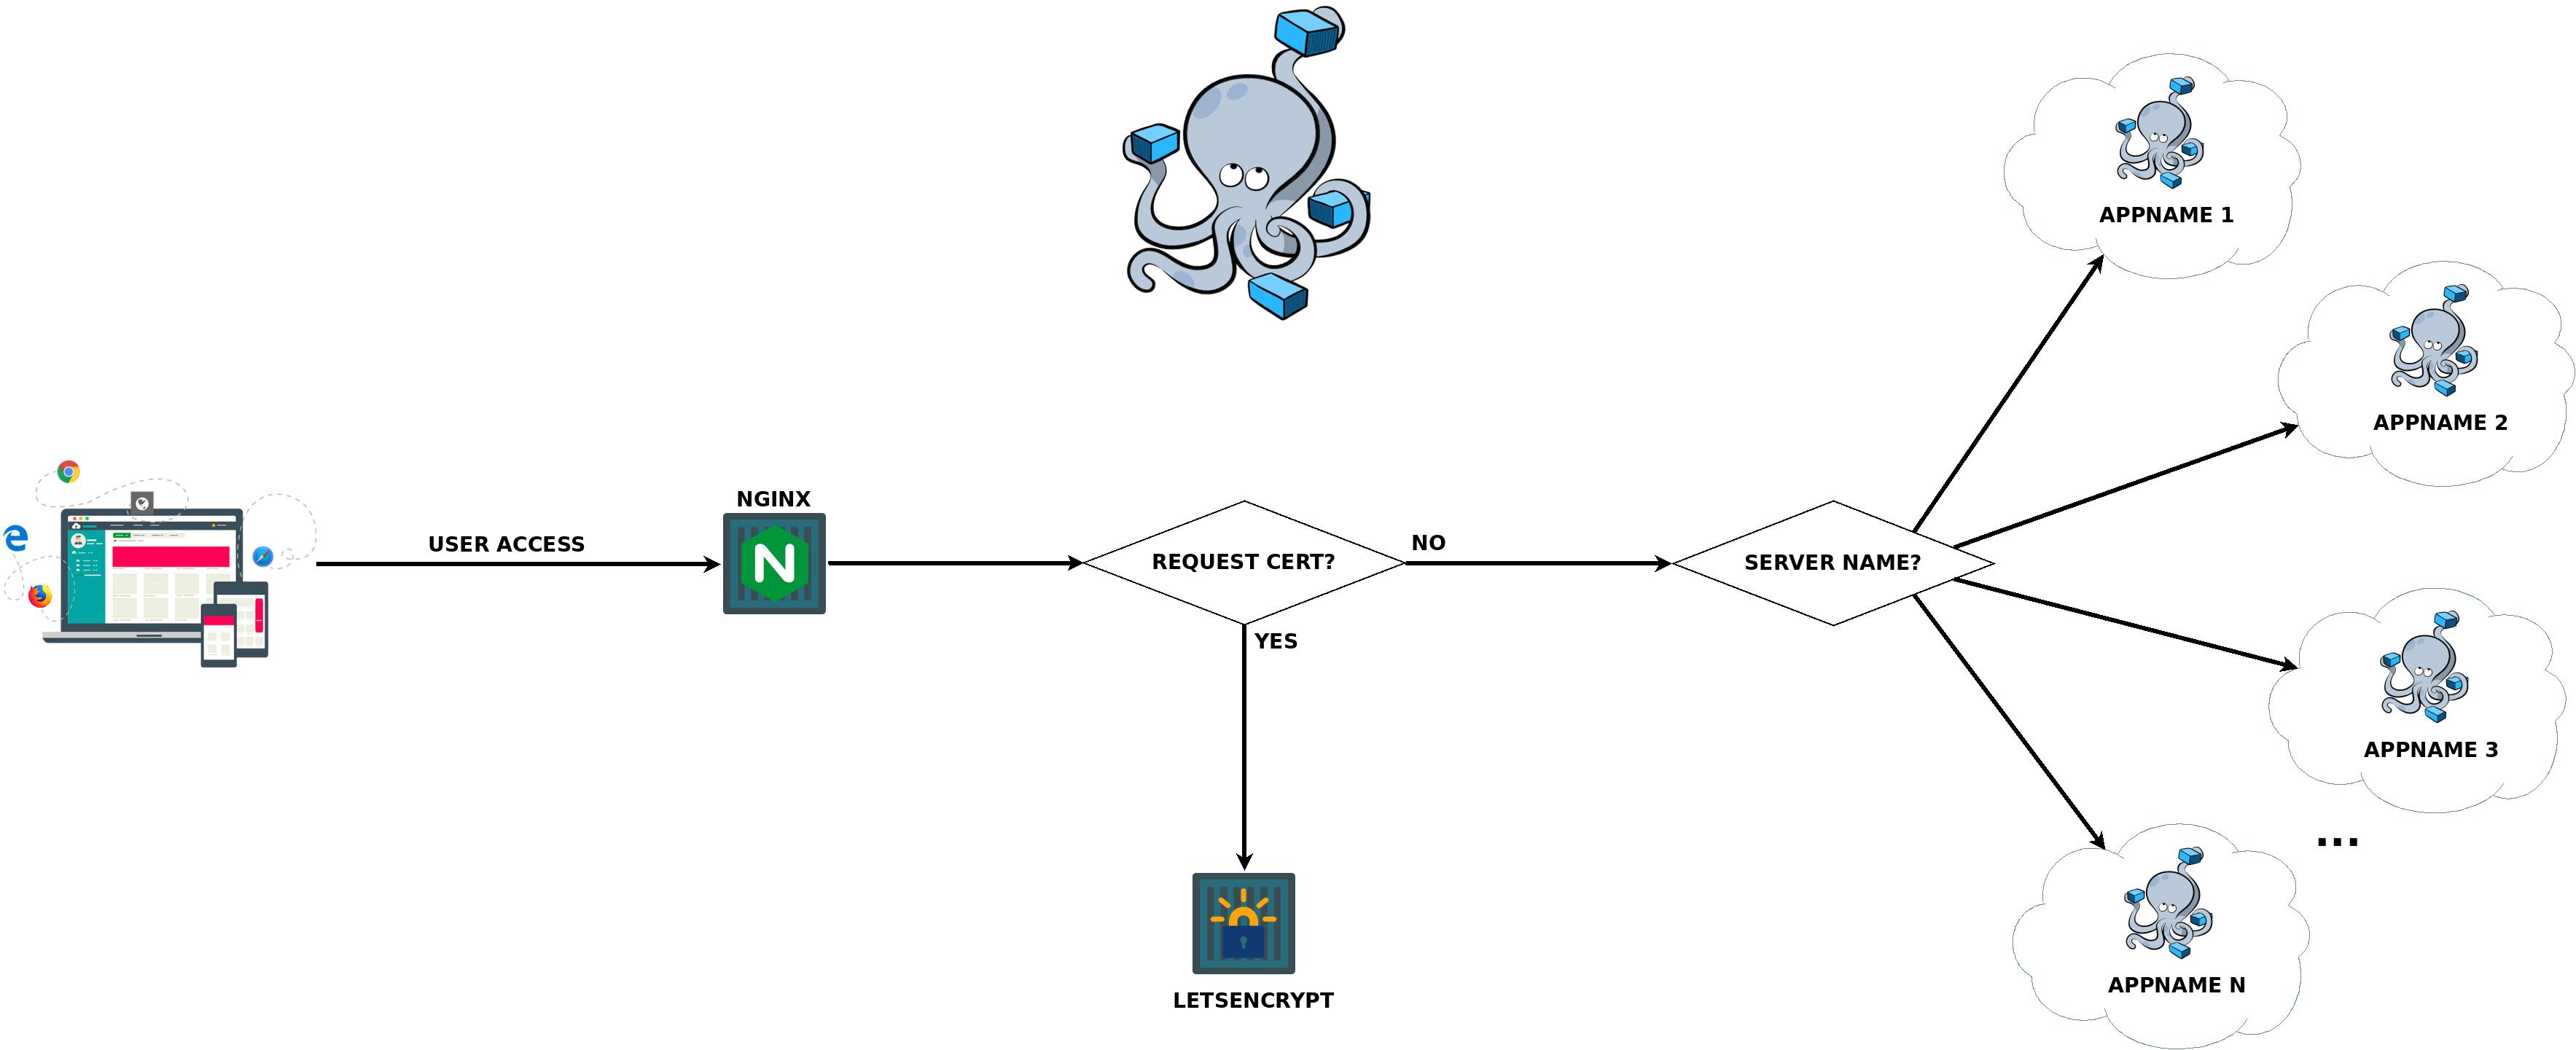 APPNAME 1
APPNAME 2
NGINX
USER ACCESS
N
REQUEST CERT?
NO
SERVER NAME?
YES
APPNAME 3
...
APPNAME N
LETSENCRYPT